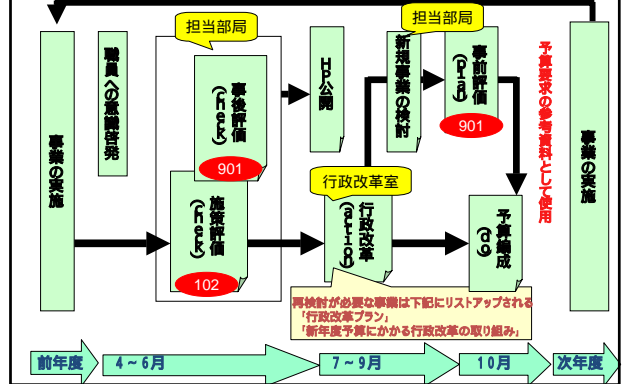 担当部局
担当部局
事業の実施
職員への意識啓発
事後評価
(check)
901
HP公開
新規事業の検討
事前評価
(plan)
901
予算要求の参考資料として使用
事業の実施
施策評価
(check)
102
行政改革室
行政改革
(action)
予算編成
(do)
再検討が必要な事業は下記にリストアップされる
「行政改革プラン」
「新年度予算にかかる行政改革の取り組み」
前年度
4~6月
7~9月
10月
次年度